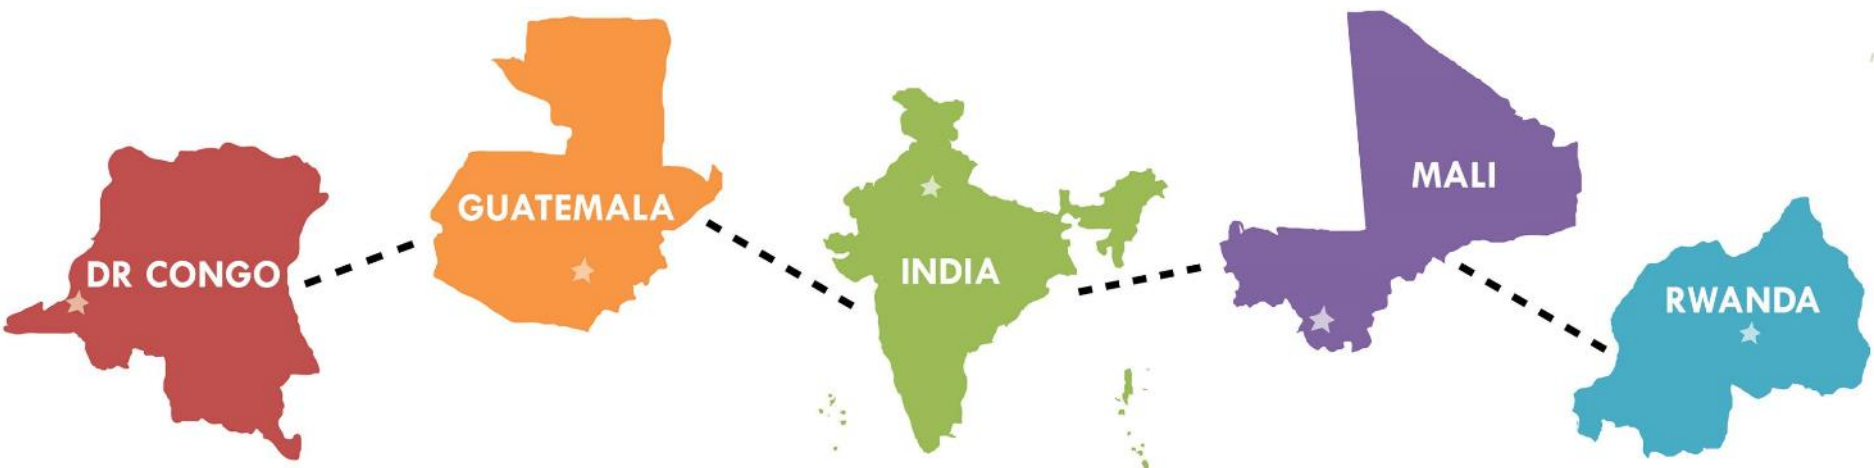 DR CONGO
GUATEMALA
INDIA
MALI
RWANDA